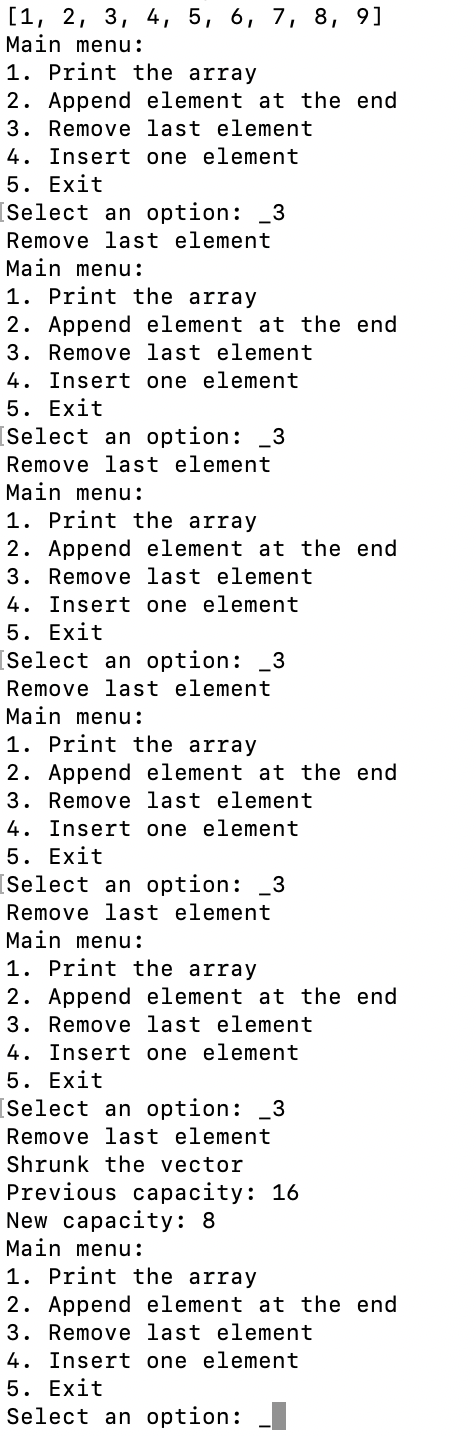 [1, 2, 3, 4, 5, 6, 7, 8, 9]
Main menu:
1. Print the array
2. Append element at the end
3. Remove last element
4. Insert one element
5. Exit
[Select an option: _3
Remove last element
Main menu:
1. Print the array
2. Append element at the end
3. Remove last element
4. Insert one element
5. Exit
[Select an option: _3
Remove last element
Main menu:
1. Print the array
2. Append element at the end
3. Remove last element
4. Insert one element
5. Exit
[Select an option: _3
Remove last element
Main menu:
1. Print the array
2. Append element at the end
3. Remove last element
4. Insert one element
5. Exit
[Select an option: _3
Remove last element
Main menu:
1. Print the array
2. Append element at the end
3. Remove last element
4. Insert one element
5. Exit
[Select an option: _3
Remove last element
Shrunk the vector
Previous capacity: 16
New capacity: 8
Main menu:
1. Print the array
2. Append element at the end
3. Remove last element
4. Insert one element
5. Exit
Select an option: _